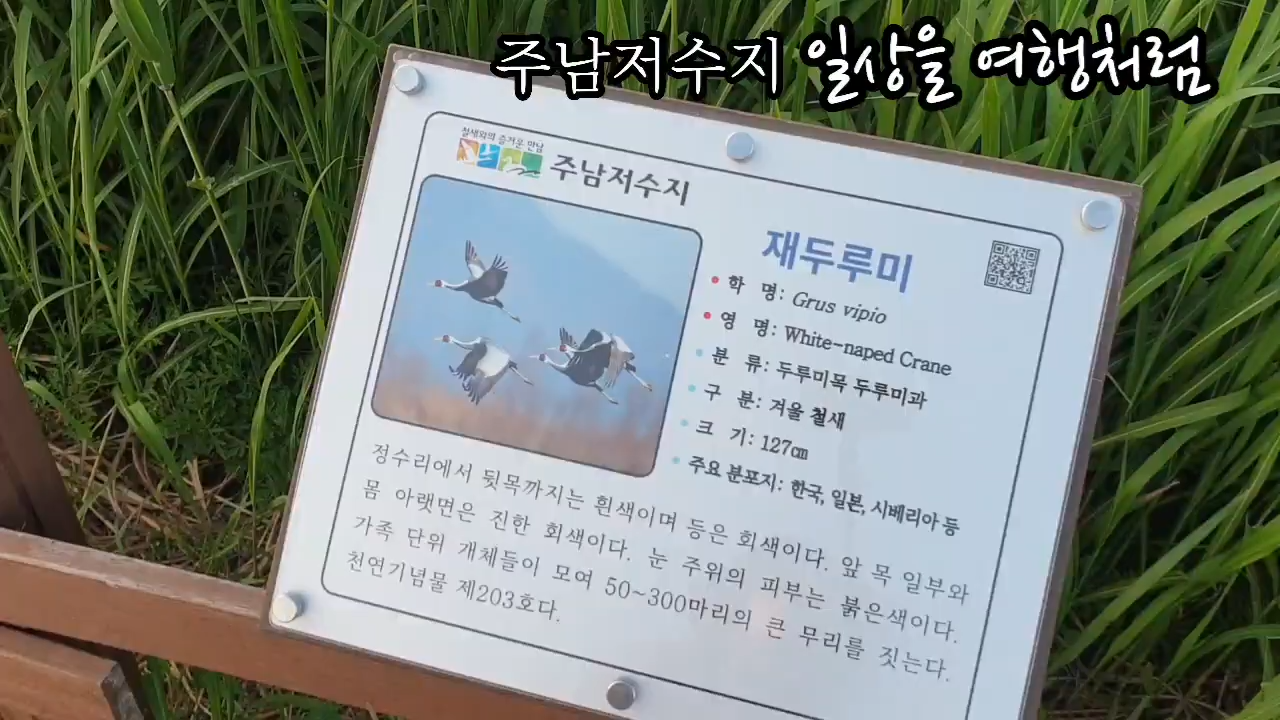 주남저수지 일상을 여행처럼
철새와의 즐거운 만남
주남저수지
재두루미
학 명: Grus vipio
영 명: White-naped Crane
분 류: 두루미목 두루미과
구 분: 겨울 철새
크 기: 127㎝
주요 분포지: 한국, 일본, 시베리아 등
정수리에서 뒷목까지는 흰색이며 등은 회색이다. 앞 목 일부와
몸 아랫면은 진한 회색이다. 눈 주위의 피부는 붉은색이다.
가족 단위 개체들이 모여 50~300마리의 큰 무리를 짓는다.
천연기념물 제203호다.